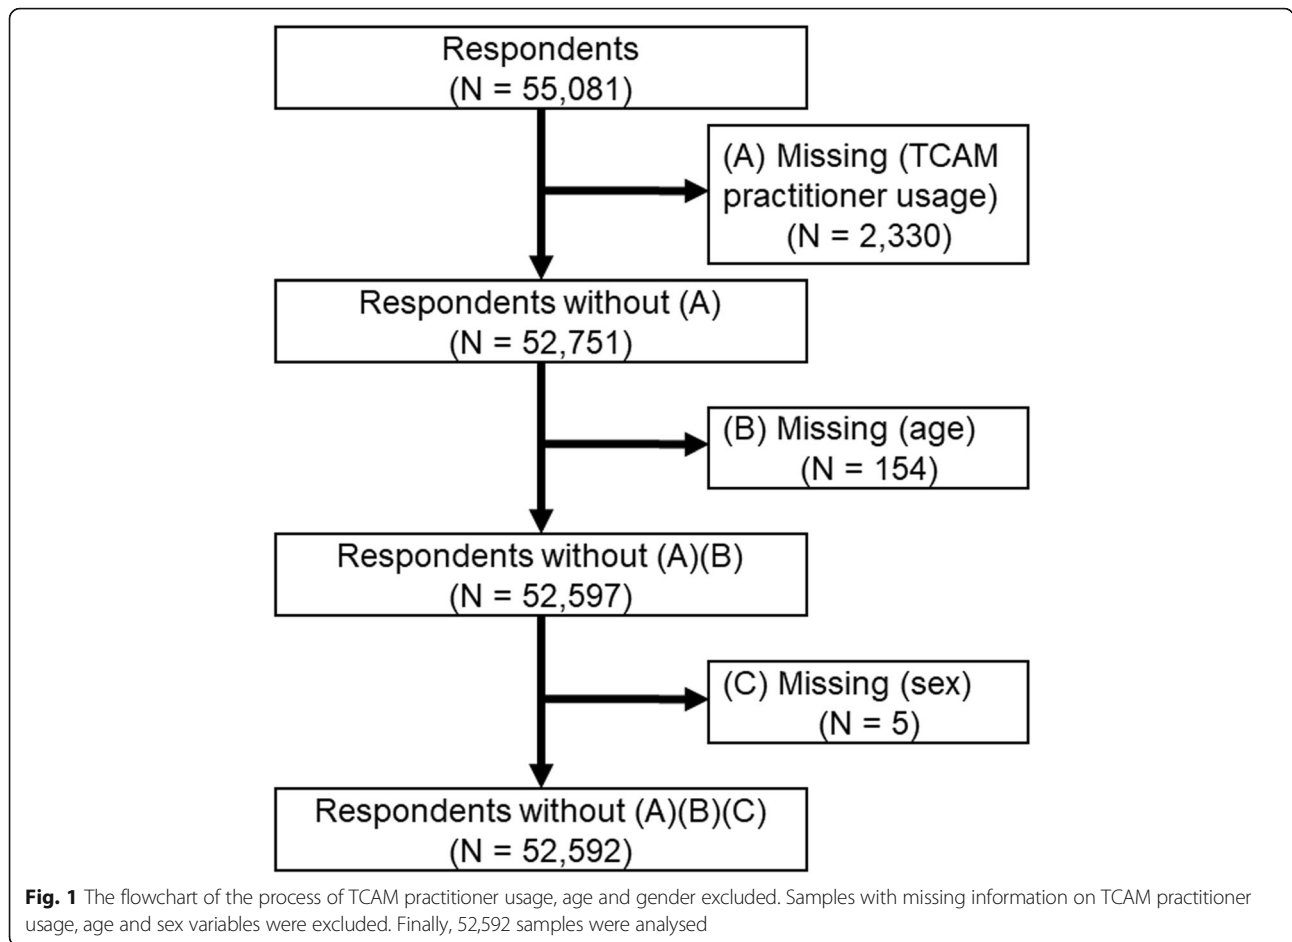 Respondents
(N = 55,081)
(A) Missing (TCAM
practitioner usage)
(N = 2,330)
Respondents without (A)
(N = 52,751)
(B) Missing (age)
(N = 154)
Respondents without (A)(B)
(N = 52,597)
(C) Missing (sex)
(N = 5)
Respondents without (A)(B)(C)
(N = 52,592)
Fig. 1 The flowchart of the process of TCAM practitioner usage, age and gender excluded. Samples with missing information on TCAM practitioner
usage, age and sex variables were excluded. Finally, 52,592 samples were analysed